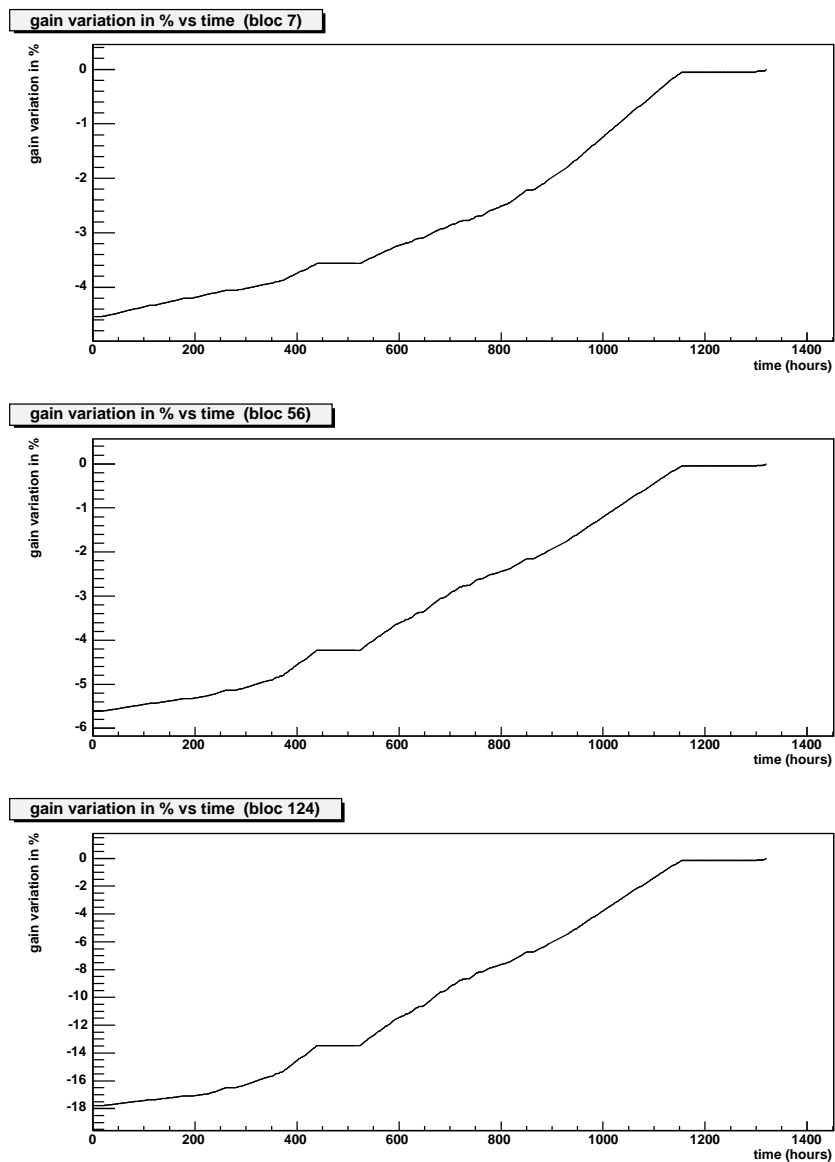 gain variation in % vs time (bloc 7)
gain variation in %
0
-1
-2
-3
-4
0 200 400 600 800 1000 1200 1400
time (hours)
gain variation in % vs time (bloc 56)
gain variation in %
0
-1
-2
-3
-4
-5
-6
0 200 400 600 800 1000 1200 1400
time (hours)
gain variation in % vs time (bloc 124)
gain variation in %
0
-2
-4
-6
-8
-10
-12
-14
-16
-18
0 200 400 600 800 1000 1200 1400
time (hours)